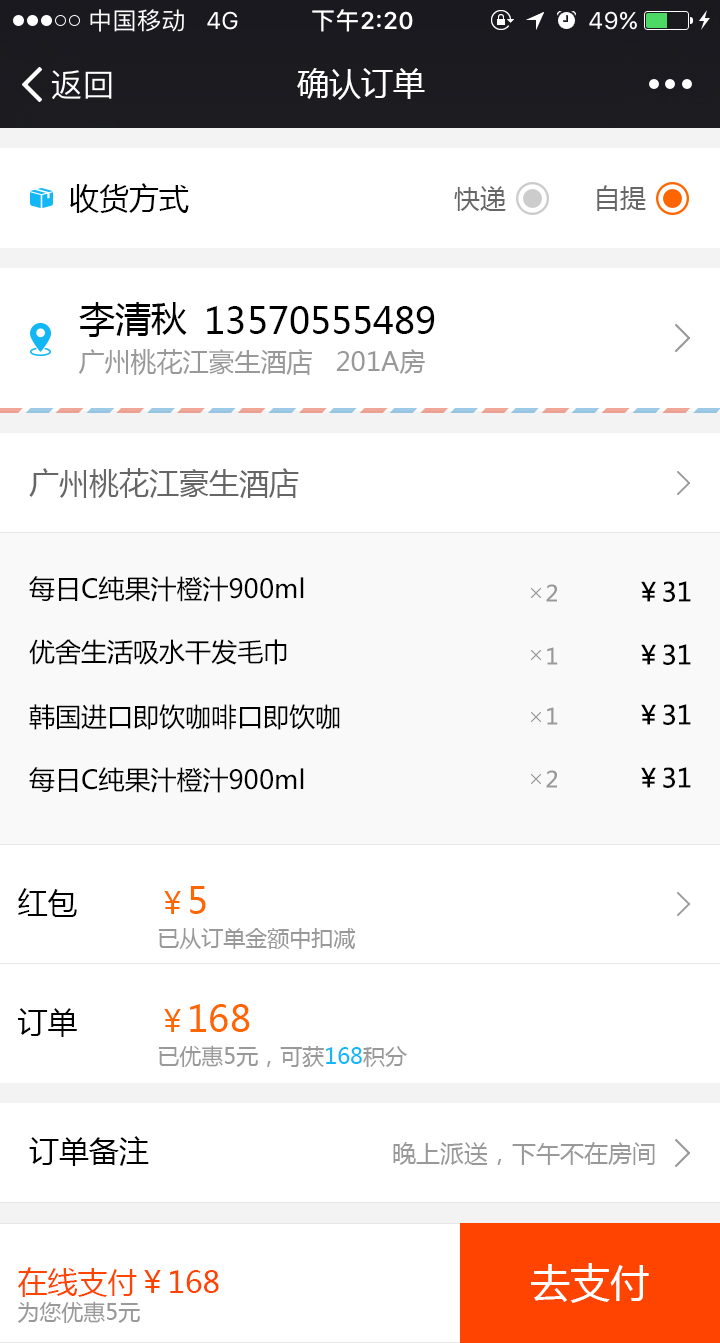 中国移动 4G 下午2:20 49%
返回 确认订单
收货方式 快递 自提
李清秋 13570555489
广州桃花江豪生酒店 201A房
广州桃花江豪生酒店
每日C纯果汁橙汁900ml ×2 ¥31
优舍生活吸水干发毛巾 ×1 ¥31
韩国进口即饮咖啡口即饮咖 ×1 ¥31
每日C纯果汁橙汁900ml ×2 ¥31
红包 ¥5
已从订单金额中扣减
订单 ¥168
已优惠5元，可获168积分
订单备注 晚上派送，下午不在房间
在线支付¥168 去支付
为您优惠5元